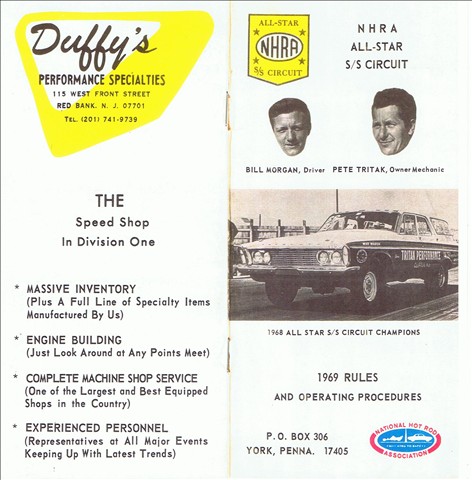 Duffy's
PERFORMANCE SPECIALTIES
115 WEST FRONT STREET
RED BANK. N. J. 07701
TEL. (201) 741-9739
THE
Speed Shop
In Division One
* MASSIVE INVENTORY
(Plus A Full Line of Specialty Items
Manufactured By Us)
* ENGINE BUILDING
(Just Look Around at Any Points Meet)
* COMPLETE MACHINE SHOP SERVICE
(One of the Largest and Best Equipped
Shops in the Country)
* EXPERIENCED PERSONNEL
(Representatives at All Major Events
Keeping Up With Latest Trends)
ALL-STAR
NHRA
S/S CIRCUIT
NHRA
ALL-STAR
S/S CIRCUIT
BILL MORGAN, Driver PETE TRITAK, Owner Mechanic
TRITAK PERFORMANCE
1968 ALL STAR S/S CIRCUIT CHAMPIONS
1969 RULES
AND OPERATING PROCEDURES
P.O. BOX 306
YORK, PENNA. 17405
NATIONAL HOT ROD
ASSOCIATION